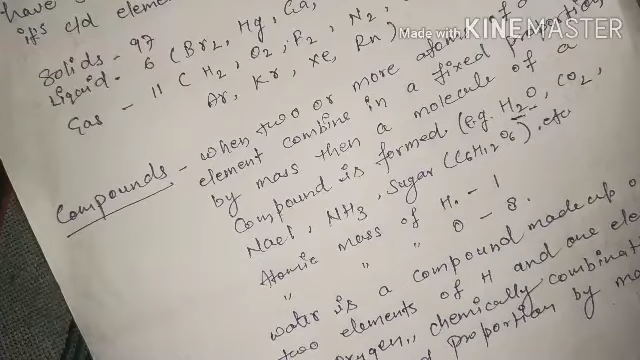 have
its c/d elem
Solids - 97
Liquid - 6 (Br2, Hg, Ga,
Gas - 11 (H2, O2, F2, N2,
Ar, Kr, Xe, Rn)
Compounds - when two or more atoms of
element combine in a fixed proportion
by mass then a molecule of a
Compound is formed. (e.g. H2O, CO2,
NaCl, NH3, Sugar (C6H12O6). etc
Atomic mass of H. - 1
" " " O - 8.
water is a compound made up o
two elements of H and one ele
oxygen, chemically combinati
proportion by ma
Made with KINEMASTER